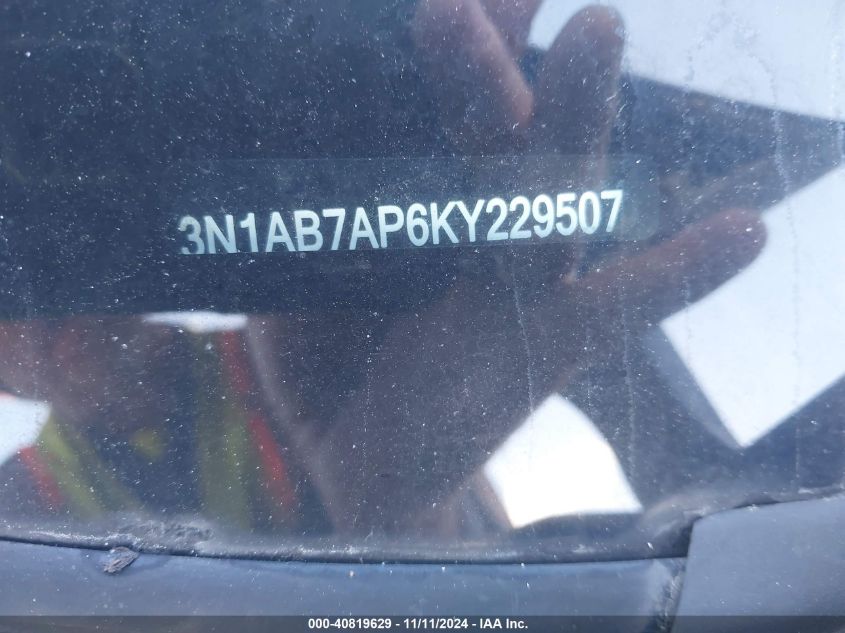 3N1AB7AP6KY229507
000-40819629 - 11/11/2024 - IAA Inc.